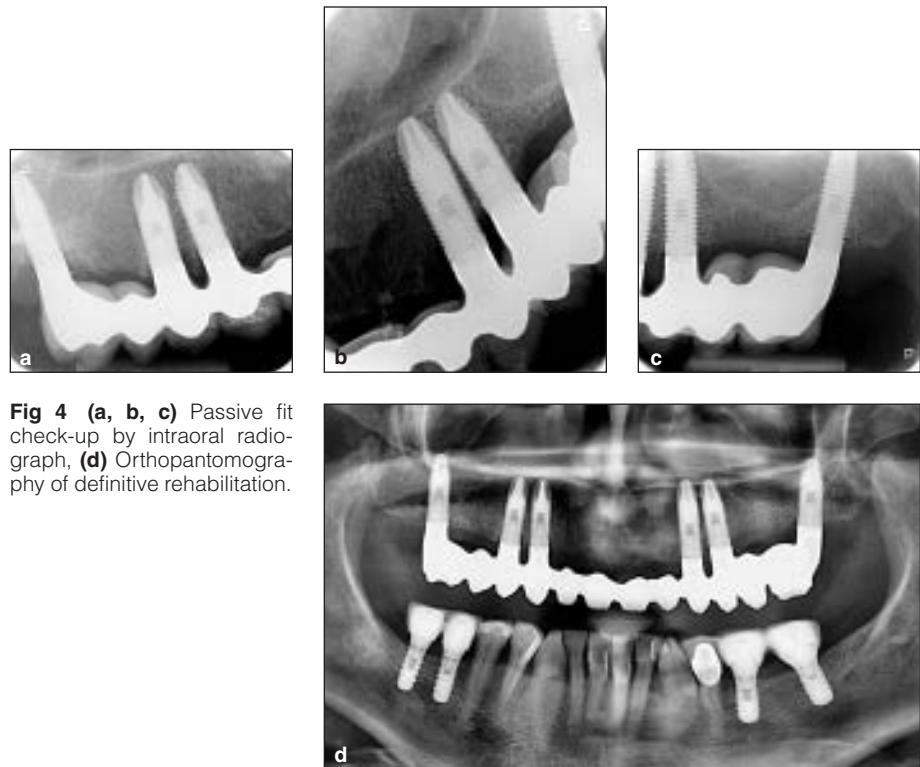 a
b
c
Fig 4 (a, b, c) Passive fit
check-up by intraoral radio-
graph, (d) Orthopantomogra-
phy of definitive rehabilitation.
d